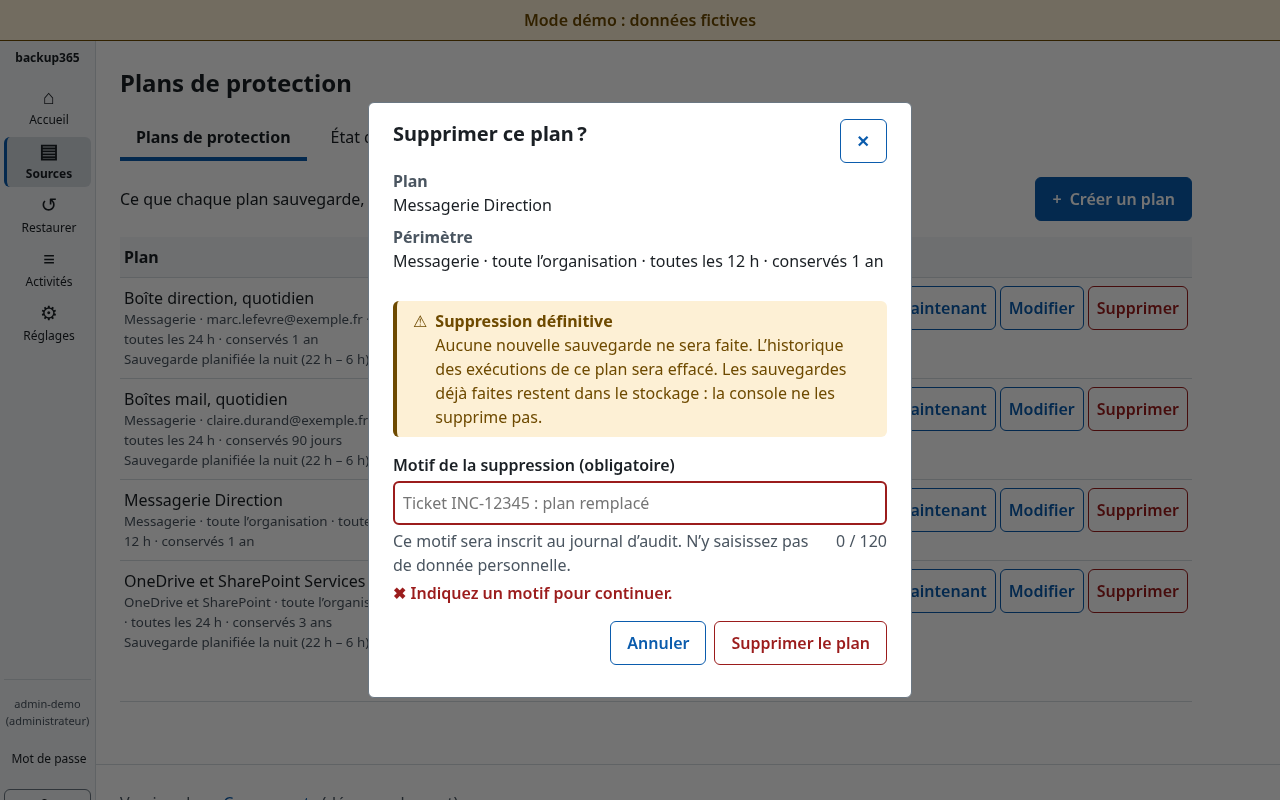 Mode démo : données fictives
backup365
Accueil
Sources
Restaurer
Activités
Réglages
admin-demo
(administrateur)
Mot de passe
Plans de protection
Plans de protection
État
Ce que chaque plan sauvegarde,
+ Créer un plan
Plan
Boîte direction, quotidien
Messagerie · marc.lefevre@exemple.fr ·
toutes les 24 h · conservés 1 an
Sauvegarde planifiée la nuit (22 h – 6 h)
Modifier
Supprimer
Boîtes mail, quotidien
Messagerie · claire.durand@exemple.fr
toutes les 24 h · conservés 90 jours
Sauvegarde planifiée la nuit (22 h – 6 h)
Modifier
Supprimer
Messagerie Direction
Messagerie · toute l’organisation · toute
12 h · conservés 1 an
Modifier
Supprimer
OneDrive et SharePoint Services
OneDrive et SharePoint · toute l’organis
· toutes les 24 h · conservés 3 ans
Sauvegarde planifiée la nuit (22 h – 6 h)
Modifier
Supprimer
Supprimer ce plan ?
×
Plan
Messagerie Direction
Périmètre
Messagerie · toute l’organisation · toutes les 12 h · conservés 1 an
⚠ Suppression définitive
Aucune nouvelle sauvegarde ne sera faite. L’historique
des exécutions de ce plan sera effacé. Les sauvegardes
déjà faites restent dans le stockage : la console ne les
supprime pas.
Motif de la suppression (obligatoire)
Ticket INC-12345 : plan remplacé
Ce motif sera inscrit au journal d’audit. N’y saisissez pas
de donnée personnelle.
0 / 120
✖ Indiquez un motif pour continuer.
Annuler
Supprimer le plan